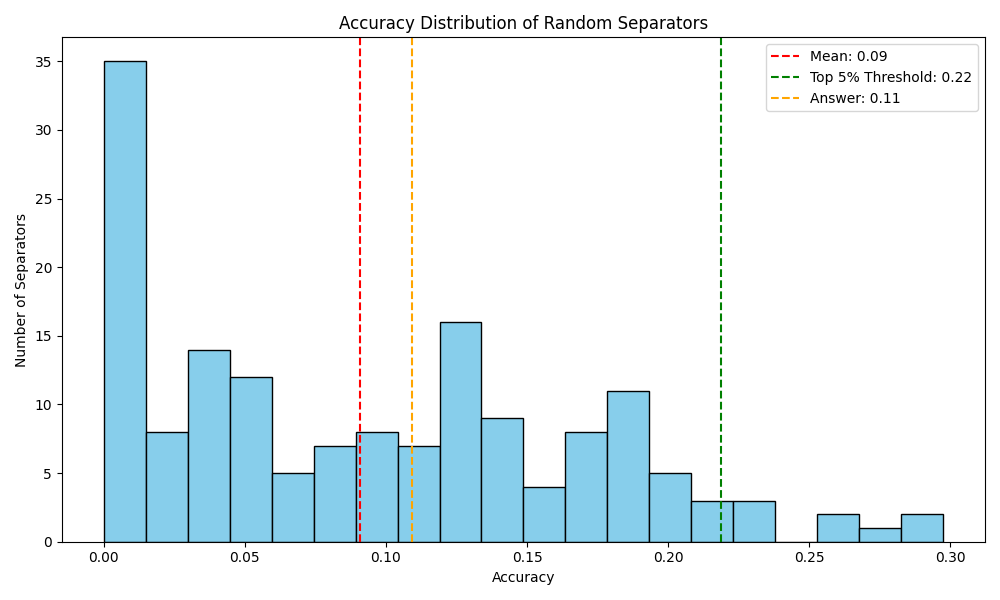 Accuracy Distribution of Random Separators
Mean: 0.09
Top 5% Threshold: 0.22
Answer: 0.11
Number of Separators
35
30
25
20
15
10
5
0
0.00 0.05 0.10 0.15 0.20 0.25 0.30
Accuracy